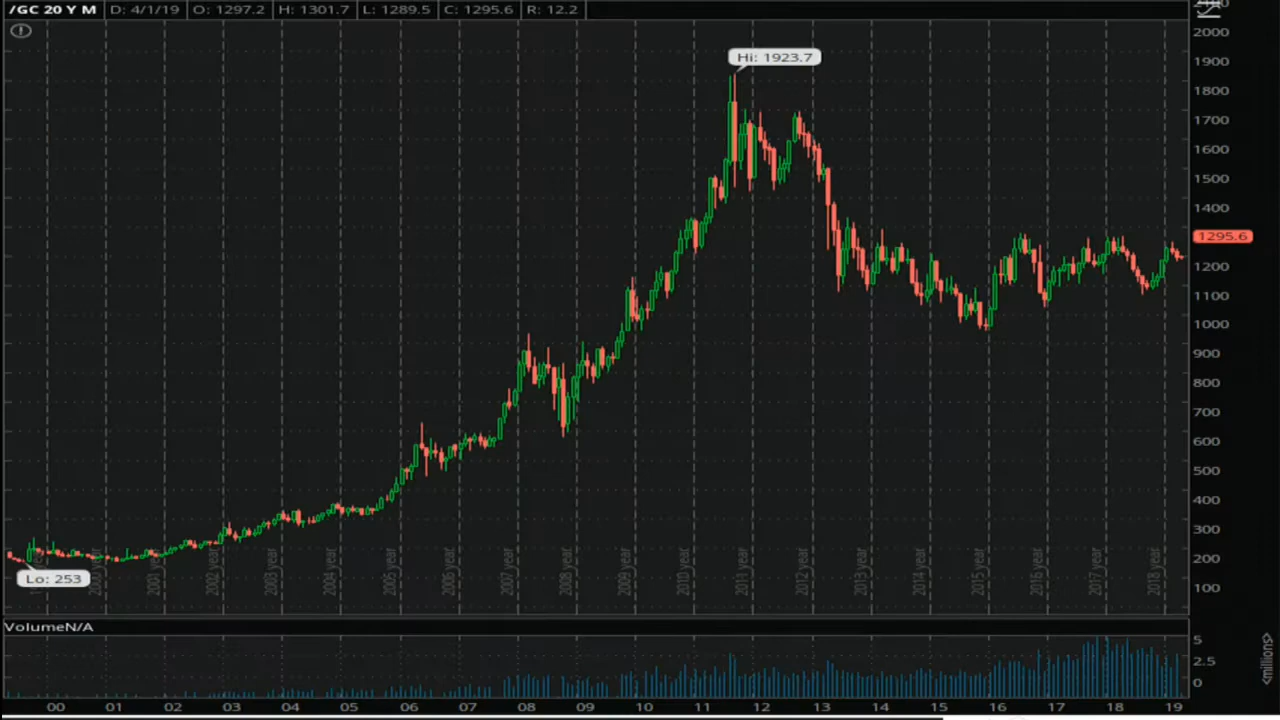 /GC 20 Y M D: 4/1/19 O: 1297.2 H: 1301.7 L: 1289.5 C: 1295.6 R: 12.2
2000
Hi: 1923.7
1900
1800
1700
1600
1500
1400
1295.6
1200
1100
1000
900
800
700
600
500
400
300
200
100
Lo: 253
2001 year
2002 year
2003 year
2004 year
2005 year
2006 year
2007 year
2008 year
2009 year
2010 year
2011 year
2012 year
2013 year
2014 year
2015 year
2016 year
2017 year
2018 year
VolumeN/A
5
2.5
0
<millions>
00 01 02 03 04 05 06 07 08 09 10 11 12 13 14 15 16 17 18 19